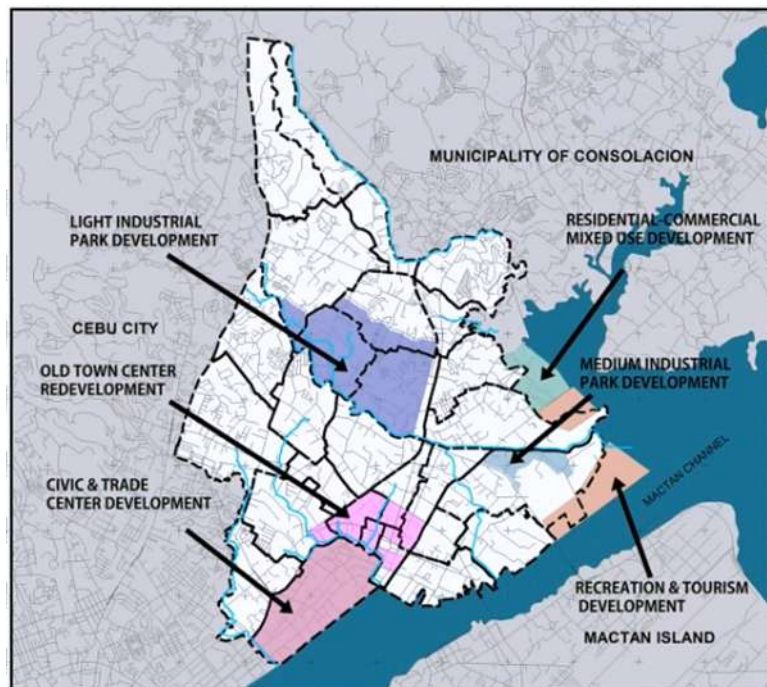 MUNICIPALITY OF CONSOLACION
LIGHT INDUSTRIAL
PARK DEVELOPMENT
RESIDENTIAL-COMMERCIAL
MIXED USE DEVELOPMENT
CEBU CITY
OLD TOWN CENTER
REDEVELOPMENT
MEDIUM INDUSTRIAL
PARK DEVELOPMENT
CIVIC & TRADE
CENTER DEVELOPMENT
MACTAN CHANNEL
RECREATION & TOURISM
DEVELOPMENT
MACTAN ISLAND